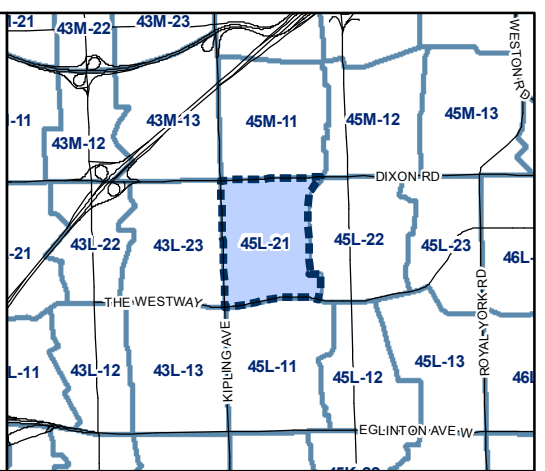 -21
43M-22
43M-23
WESTON RD
-11
43M-13
45M-11
45M-12
45M-13
43M-12
DIXON RD
-21
43L-22
43L-23
45L-21
45L-22
45L-23
46L-
THE WESTWAY
ROYAL YORK RD
KIPLING AVE
L-11
43L-12
43L-13
45L-11
45L-12
45L-13
46L
EGLINTON AVE W